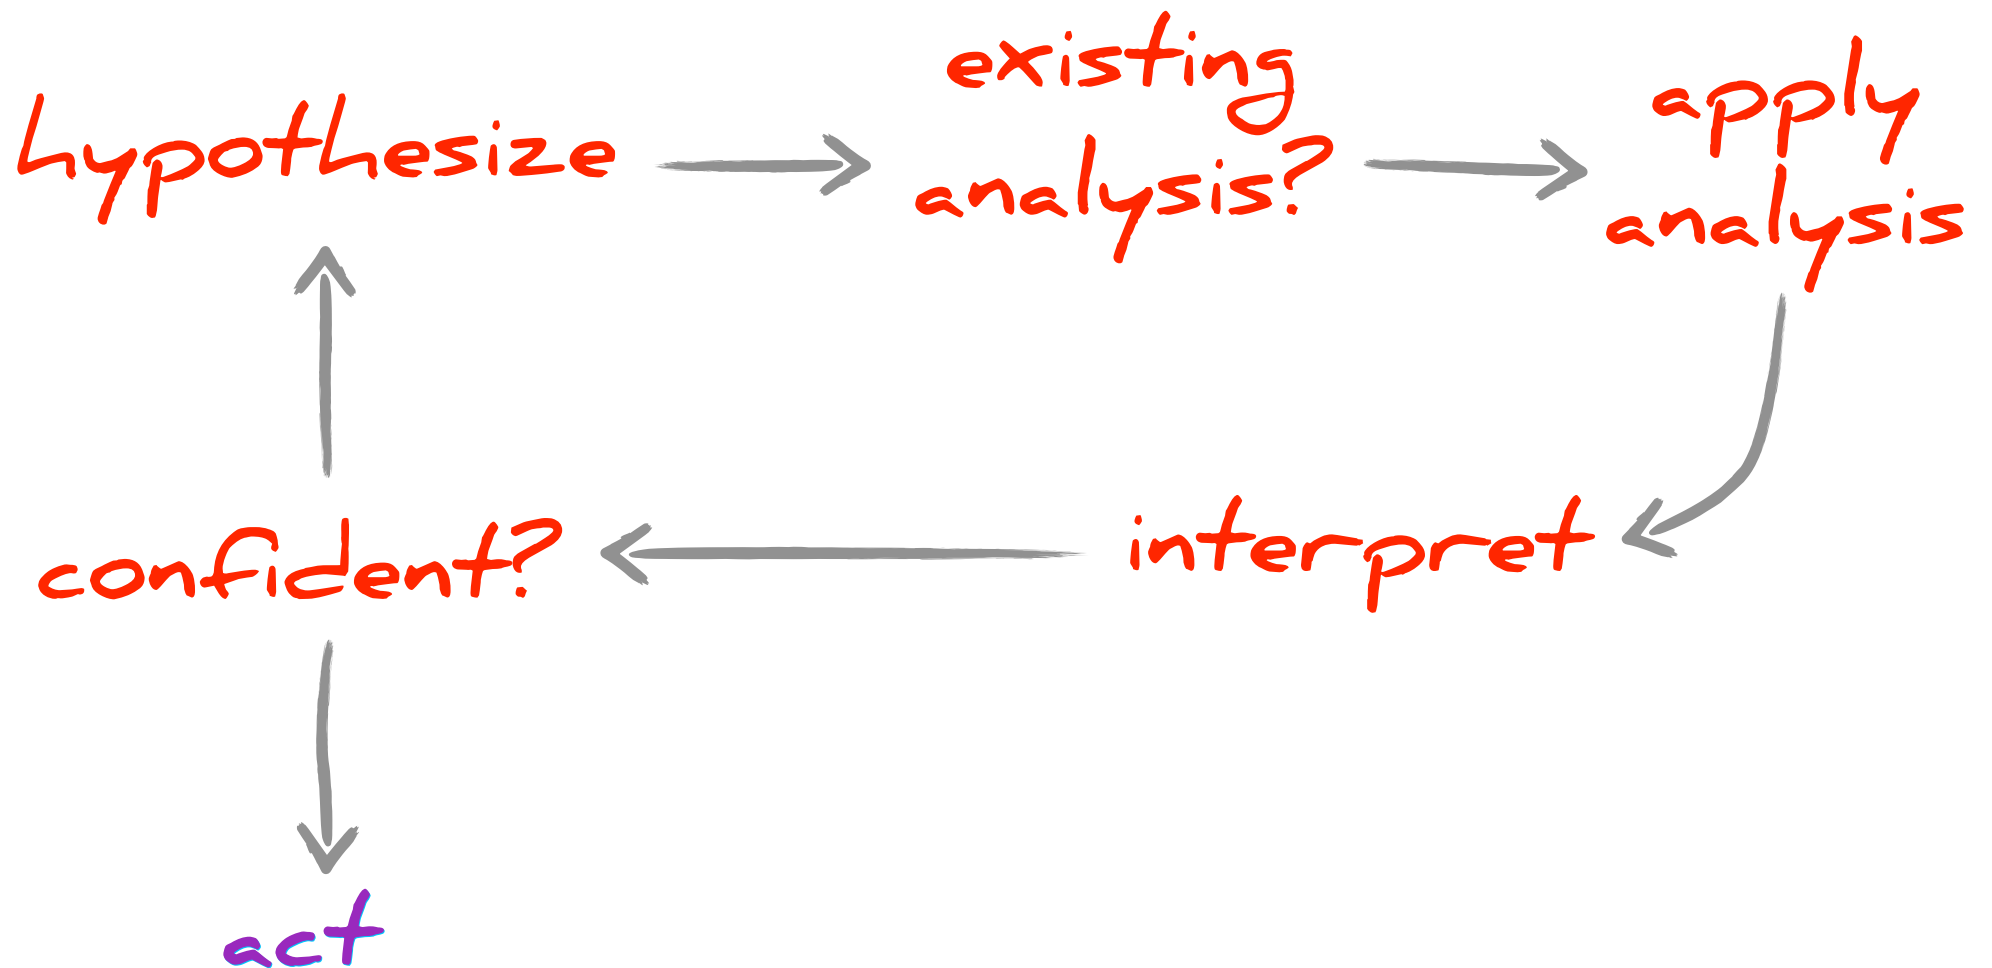 hypothesize
existing
analysis?
apply
analysis
confident?
interpret
act